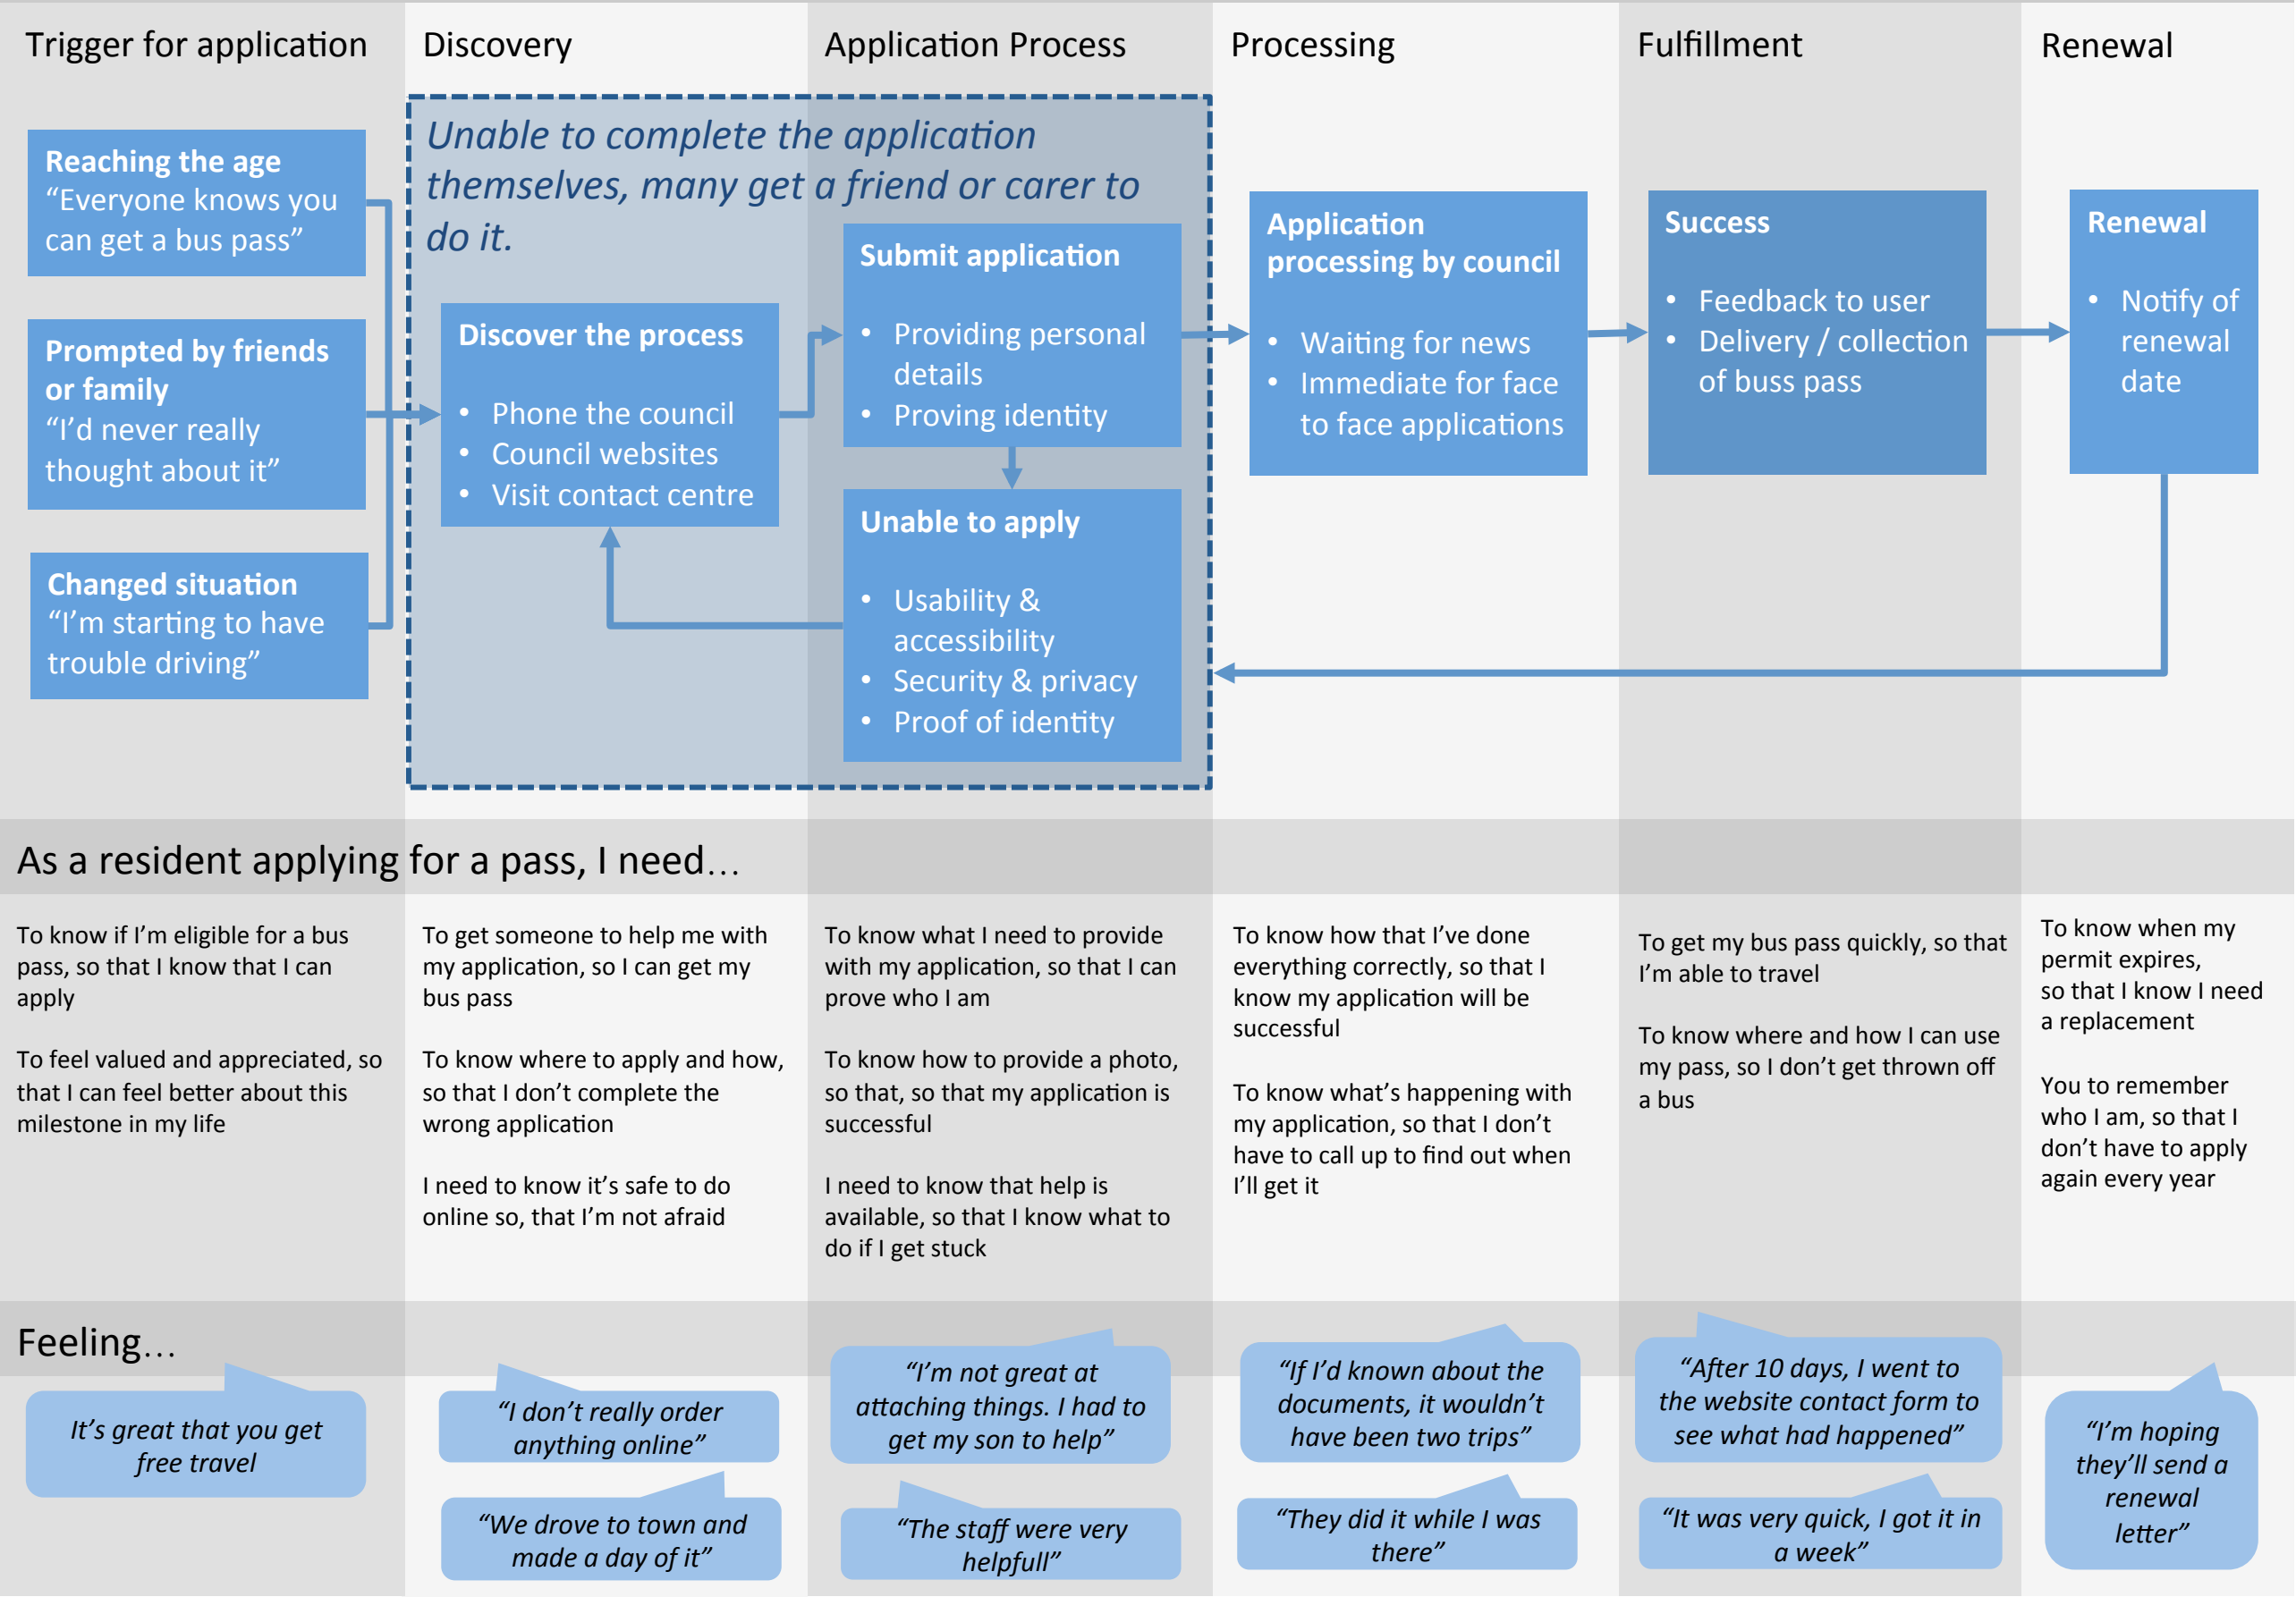 Trigger for application
Discovery
Application Process
Processing
Fulfillment
Renewal
Reaching the age
“Everyone knows you
can get a bus pass”
Prompted by friends
or family
“I’d never really
thought about it”
Changed situation
“I’m starting to have
trouble driving”
Unable to complete the application
themselves, many get a friend or carer to
do it.
Discover the process
• Phone the council
• Council websites
• Visit contact centre
Submit application
• Providing personal
details
• Proving identity
Unable to apply
• Usability &
accessibility
• Security & privacy
• Proof of identity
Application
processing by council
• Waiting for news
• Immediate for face
to face applications
Success
• Feedback to user
• Delivery / collection
of buss pass
Renewal
• Notify of
renewal
date
As a resident applying for a pass, I need…
To know if I’m eligible for a bus
pass, so that I know that I can
apply
To feel valued and appreciated, so
that I can feel better about this
milestone in my life
To get someone to help me with
my application, so I can get my
bus pass
To know where to apply and how,
so that I don’t complete the
wrong application
I need to know it’s safe to do
online so, that I’m not afraid
To know what I need to provide
with my application, so that I can
prove who I am
To know how to provide a photo,
so that, so that my application is
successful
I need to know that help is
available, so that I know what to
do if I get stuck
To know how that I’ve done
everything correctly, so that I
know my application will be
successful
To know what’s happening with
my application, so that I don’t
have to call up to find out when
I’ll get it
To get my bus pass quickly, so that
I’m able to travel
To know where and how I can use
my pass, so I don’t get thrown off
a bus
To know when my
permit expires,
so that I know I need
a replacement
You to remember
who I am, so that I
don’t have to apply
again every year
Feeling…
It’s great that you get
free travel
“I don’t really order
anything online”
“We drove to town and
made a day of it”
“I’m not great at
attaching things. I had to
get my son to help”
“The staff were very
helpfull”
“If I’d known about the
documents, it wouldn’t
have been two trips”
“They did it while I was
there”
“After 10 days, I went to
the website contact form to
see what had happened”
“It was very quick, I got it in
a week”
“I’m hoping
they’ll send a
renewal
letter”